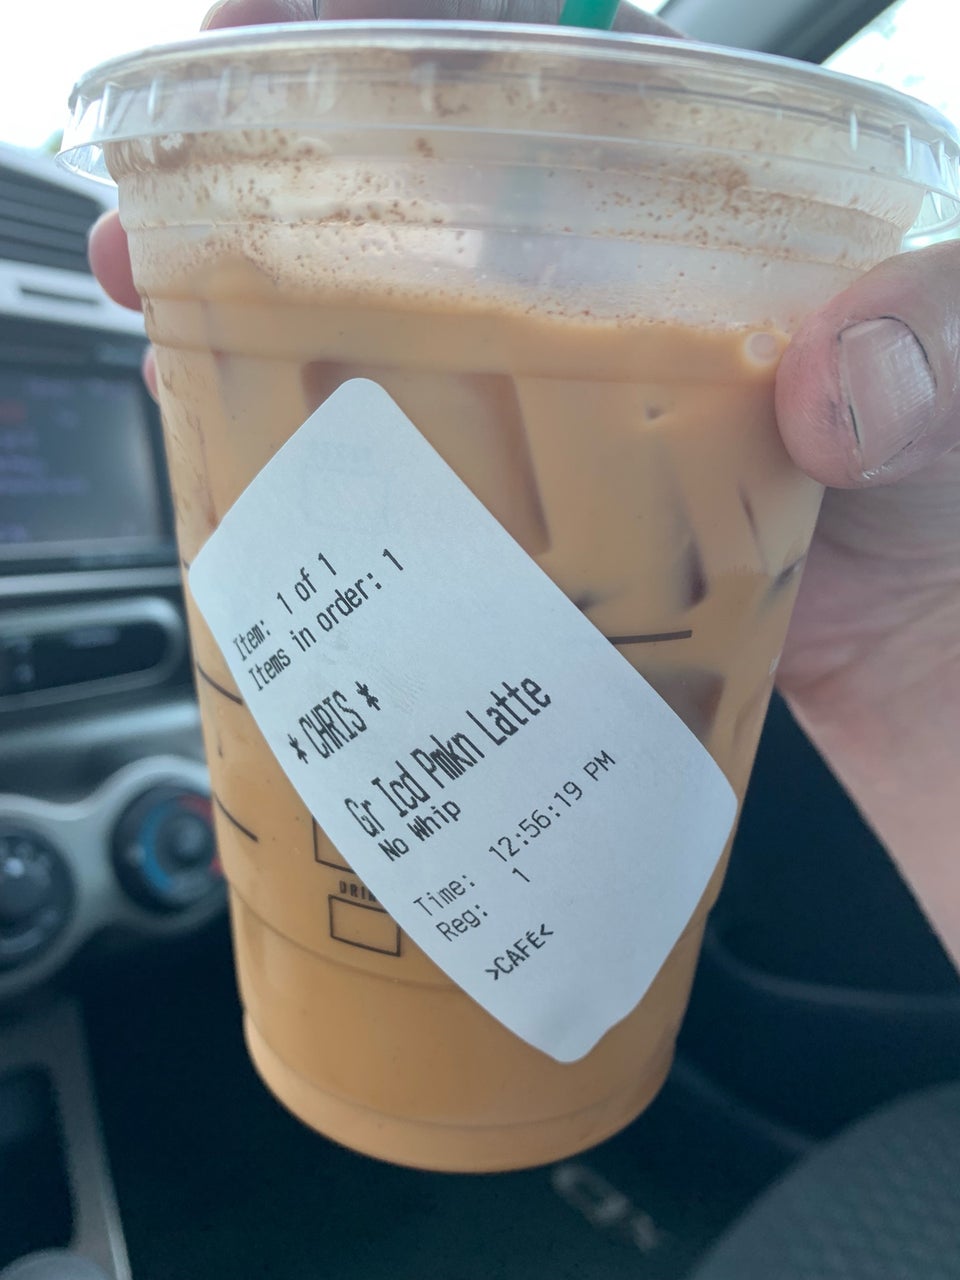 Item: 1 of 1
Items in order: 1
* CHRIS *
Gr Icd Pmkn Latte
No Whip
Time: 12:56:19 PM
Reg: 1
>CAFÉ<